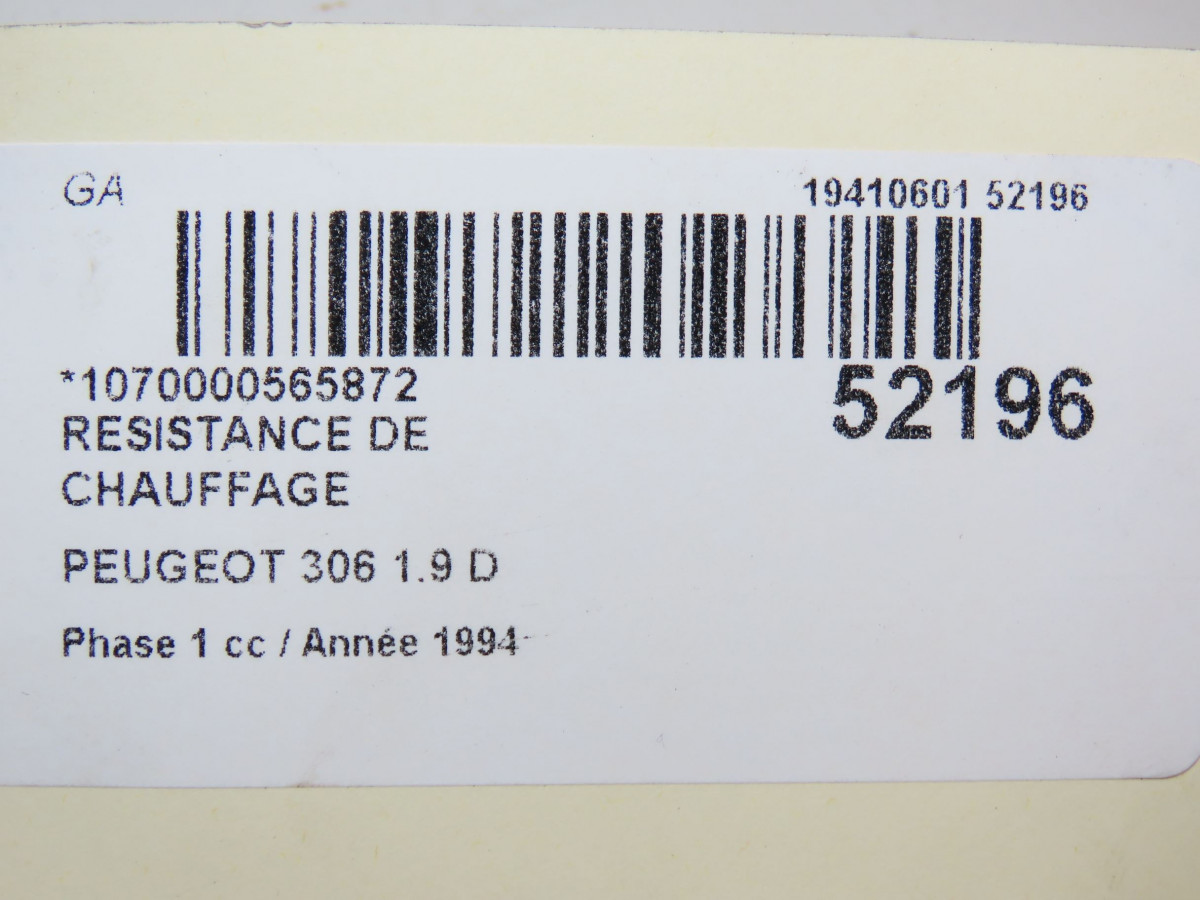 GA
19410601 52196
*1070000565872
52196
RESISTANCE DE
CHAUFFAGE
PEUGEOT 306 1.9 D
Phase 1 cc / Année 1994